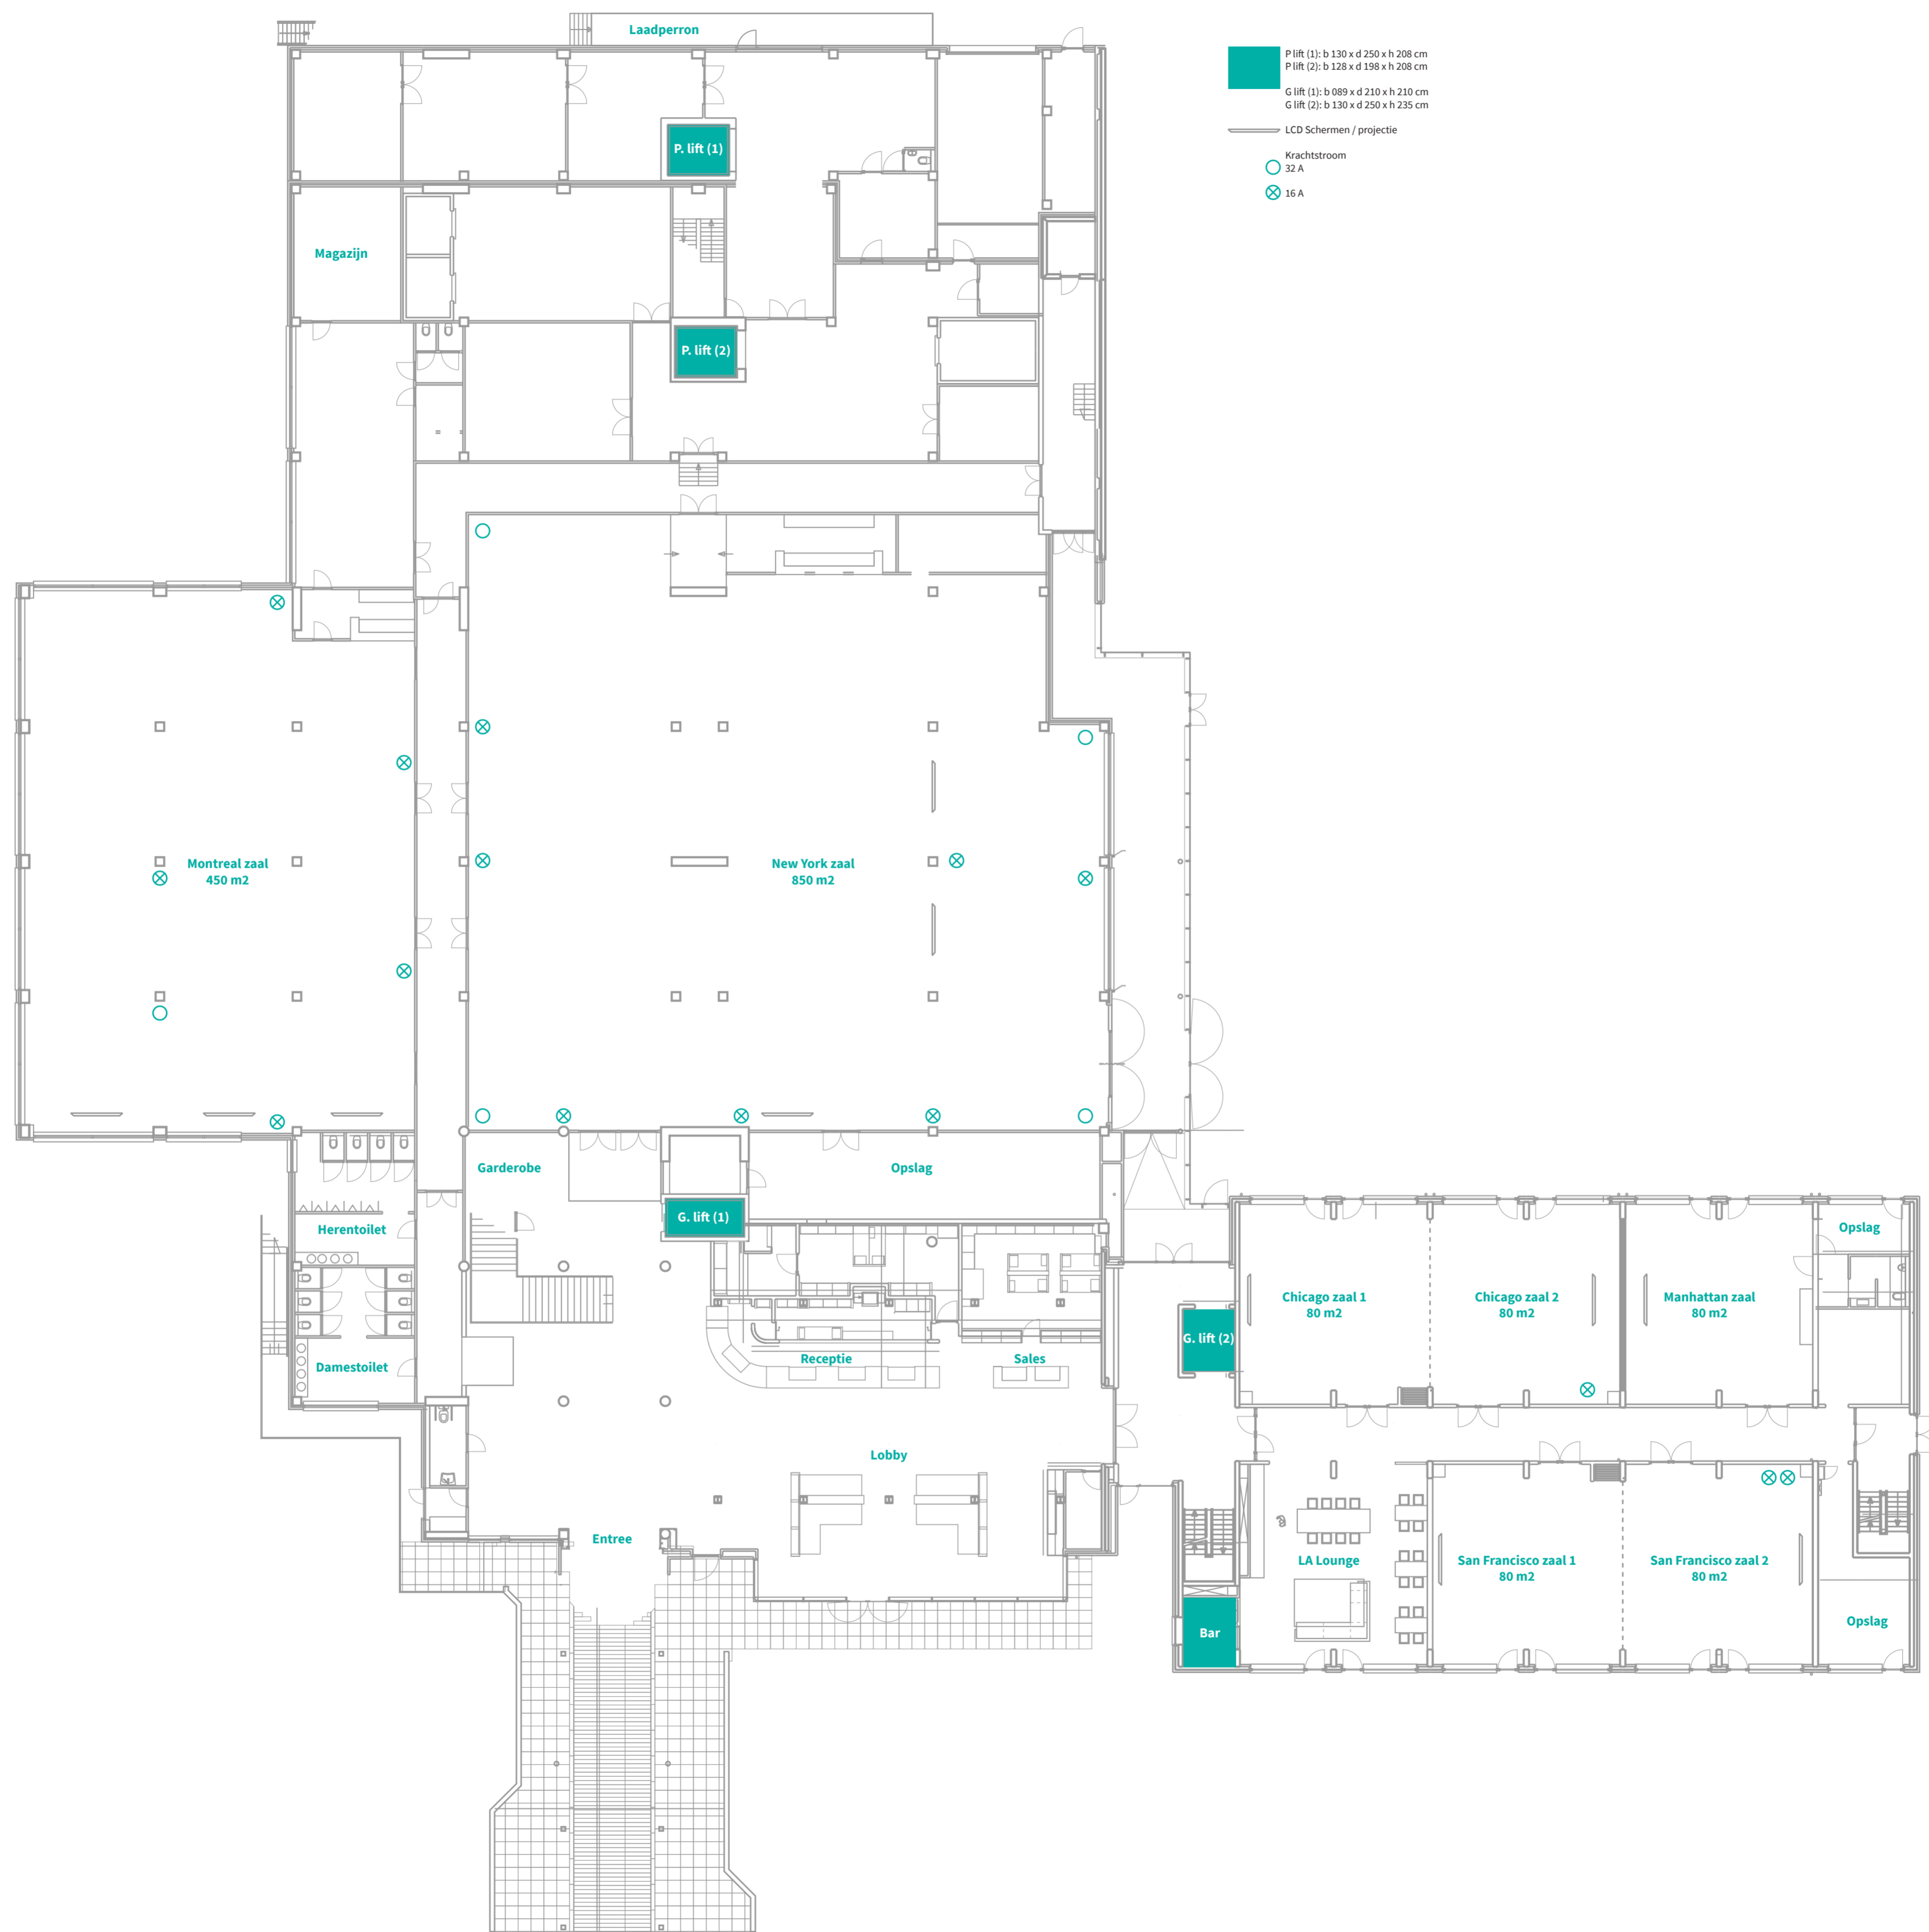 Laadperron
P lift (1): b 130 x d 250 x h 208 cm
P lift (2): b 128 x d 198 x h 208 cm
G lift (1): b 089 x d 210 x h 210 cm
G lift (2): b 130 x d 250 x h 235 cm
LCD Schermen / projectie
Krachtstroom
32 A
16 A
P. lift (1)
Magazijn
P. lift (2)
Montreal zaal
450 m2
New York zaal
850 m2
Garderobe
Opslag
G. lift (1)
Herentoilet
Opslag
Chicago zaal 1
80 m2
Chicago zaal 2
80 m2
Manhattan zaal
80 m2
G. lift (2)
Damestoilet
Receptie
Sales
Lobby
Entree
LA Lounge
San Francisco zaal 1
80 m2
San Francisco zaal 2
80 m2
Bar
Opslag